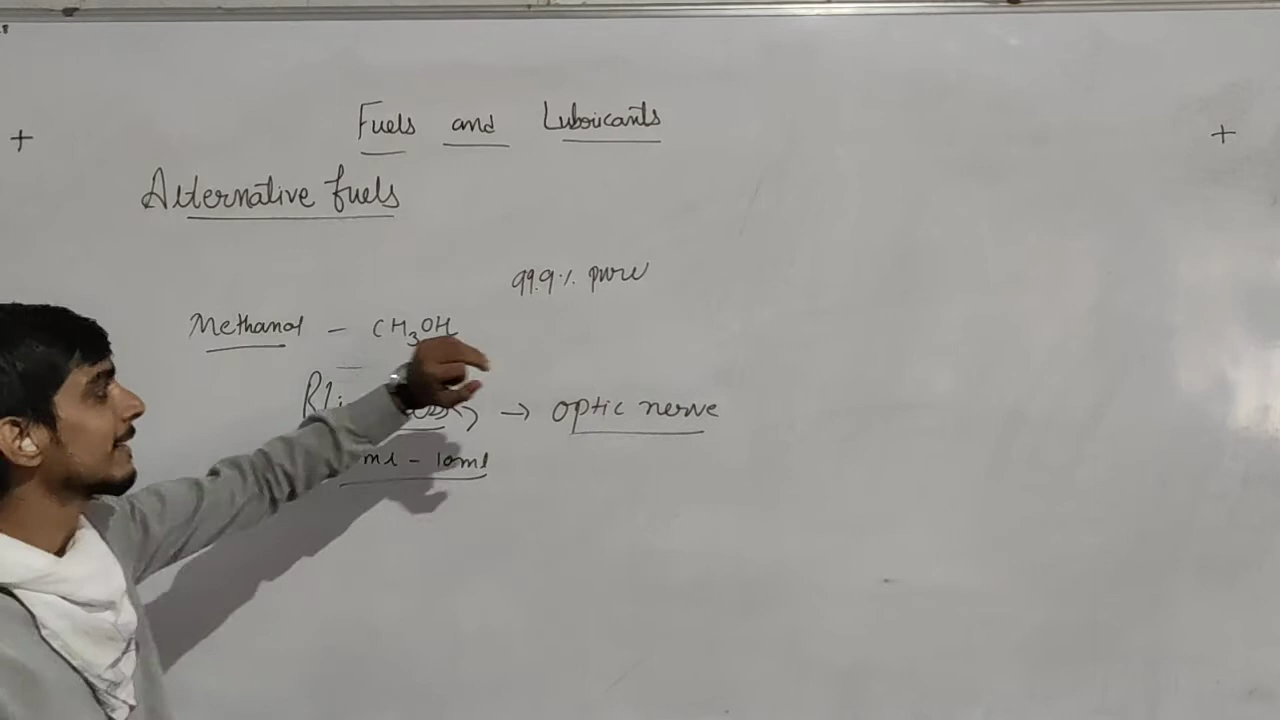 Fuels and Lubricants
Alternative fuels
99.9% pure
Methanol - CH3OH
→ optic nerve
ml - 10ml